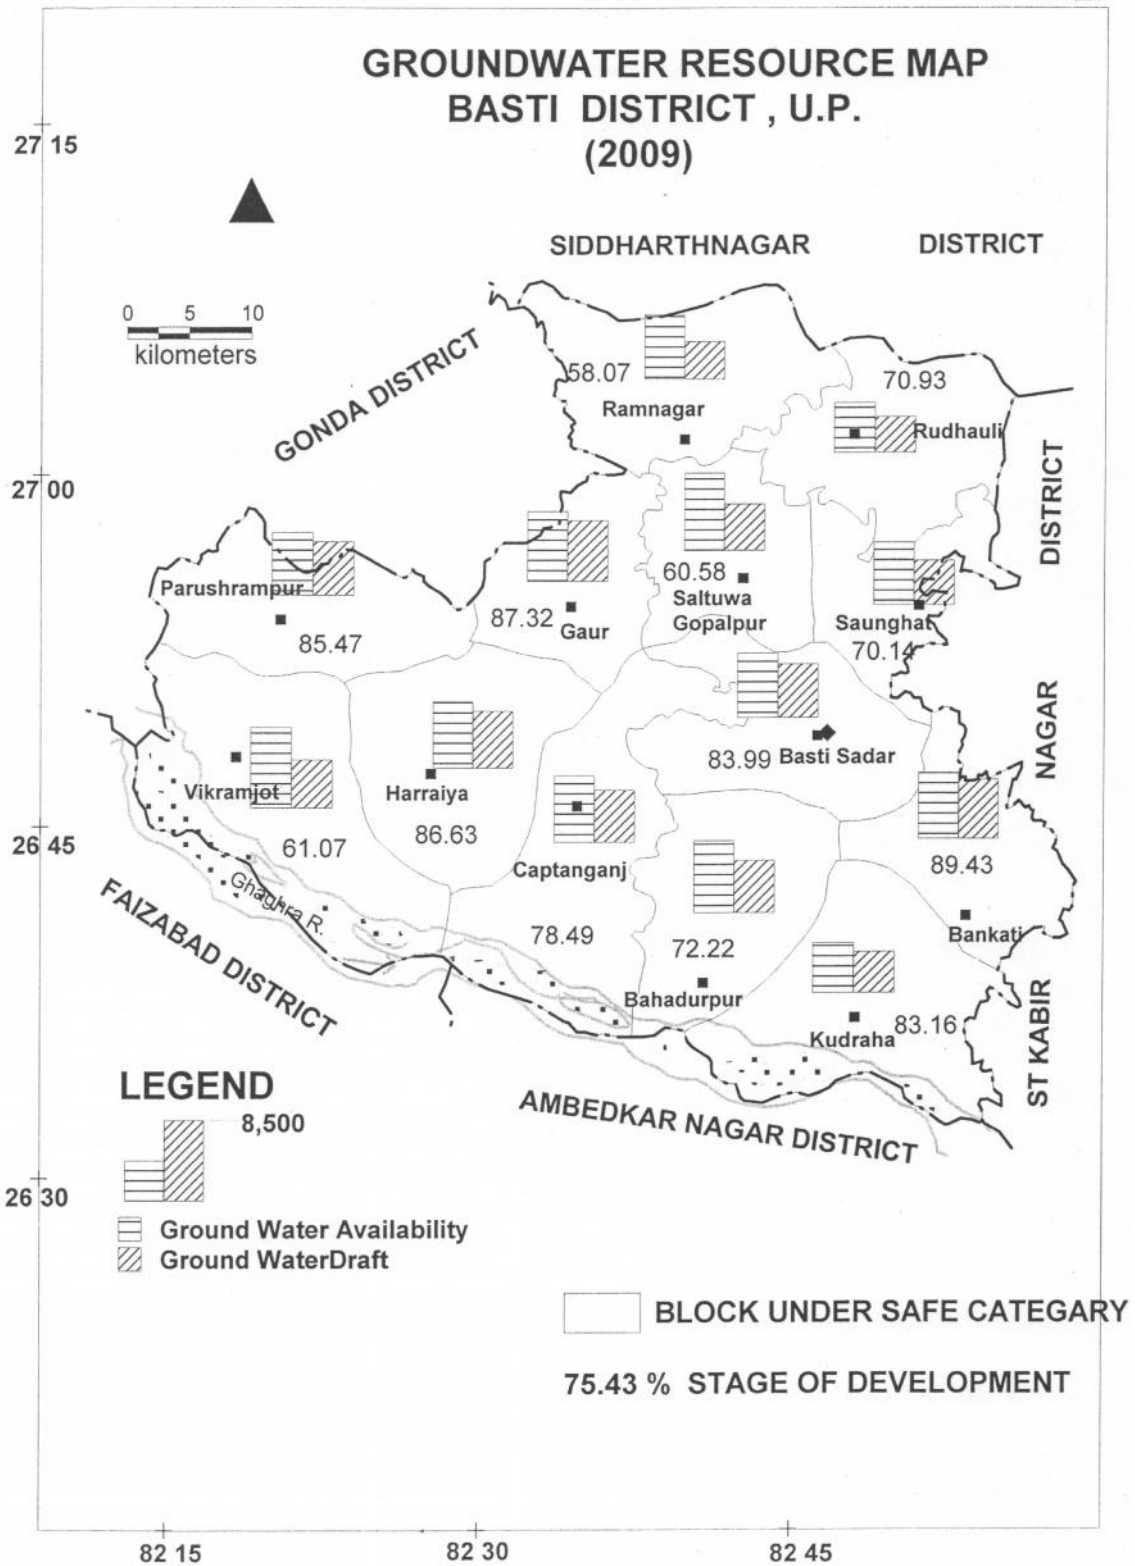 GROUNDWATER RESOURCE MAP
BASTI DISTRICT , U.P.
(2009)
27 15
SIDDHARTHNAGAR DISTRICT
0 5 10
kilometers
GONDA DISTRICT
58.07
Ramnagar
70.93
Rudhauli
27 00
DISTRICT
Parushrampur
85.47
87.32
Gaur
60.58
Saltuwa
Gopalpur
Saunghat
70.14
NAGAR
83.99
Basti Sadar
Vikramjot
61.07
Harraiya
86.63
Captanganj
78.49
26 45
89.43
Bankati
72.22
Bahadurpur
Ghaghra R.
FAIZABAD DISTRICT
Kudraha
83.16
ST KABIR
AMBEDKAR NAGAR DISTRICT
LEGEND
8,500
26 30
Ground Water Availability
Ground WaterDraft
BLOCK UNDER SAFE CATEGARY
75.43 % STAGE OF DEVELOPMENT
82 15
82 30
82 45